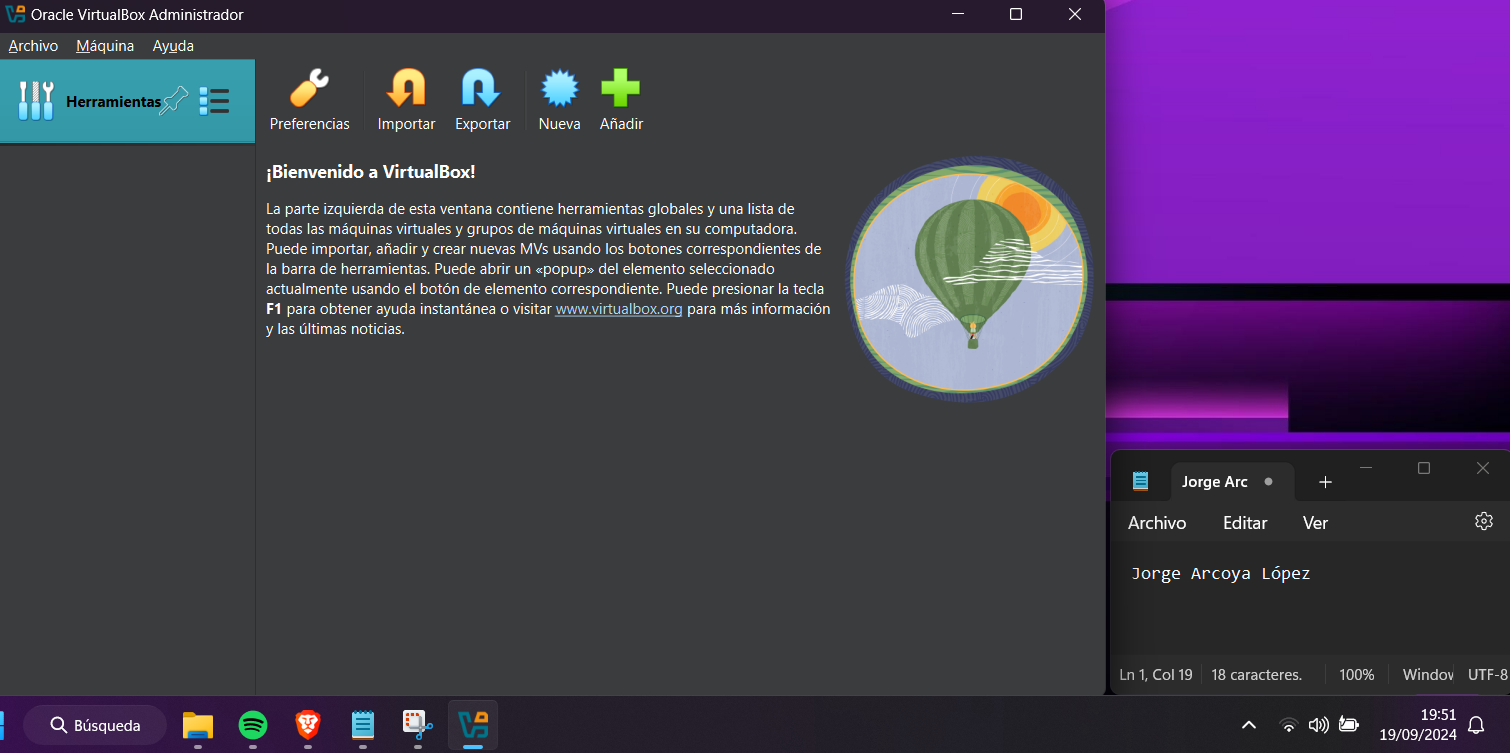 Oracle VirtualBox Administrador
Archivo Máquina Ayuda
Herramientas
Preferencias Importar Exportar Nueva Añadir
¡Bienvenido a VirtualBox!
La parte izquierda de esta ventana contiene herramientas globales y una lista de
todas las máquinas virtuales y grupos de máquinas virtuales en su computadora.
Puede importar, añadir y crear nuevas MVs usando los botones correspondientes de
la barra de herramientas. Puede abrir un «popup» del elemento seleccionado
actualmente usando el botón de elemento correspondiente. Puede presionar la tecla
F1 para obtener ayuda instantánea o visitar www.virtualbox.org para más información
y las últimas noticias.
Jorge Arc
Archivo Editar Ver
Jorge Arcoya López
Ln 1, Col 19 18 caracteres. 100% Window UTF-8
Búsqueda
19:51
19/09/2024